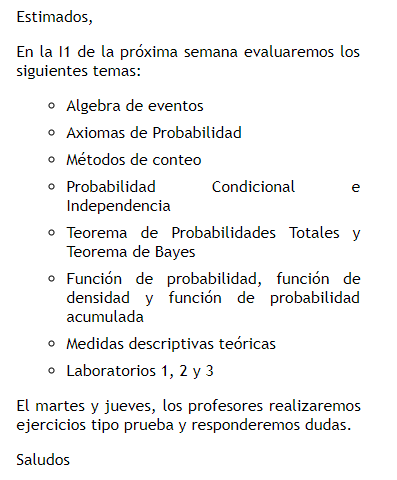 Estimados,
En la I1 de la próxima semana evaluaremos los
siguientes temas:
Algebra de eventos
Axiomas de Probabilidad
Métodos de conteo
Probabilidad Condicional e
Independencia
Teorema de Probabilidades Totales y
Teorema de Bayes
Función de probabilidad, función de
densidad y función de probabilidad
acumulada
Medidas descriptivas teóricas
Laboratorios 1, 2 y 3
El martes y jueves, los profesores realizaremos
ejercicios tipo prueba y responderemos dudas.
Saludos